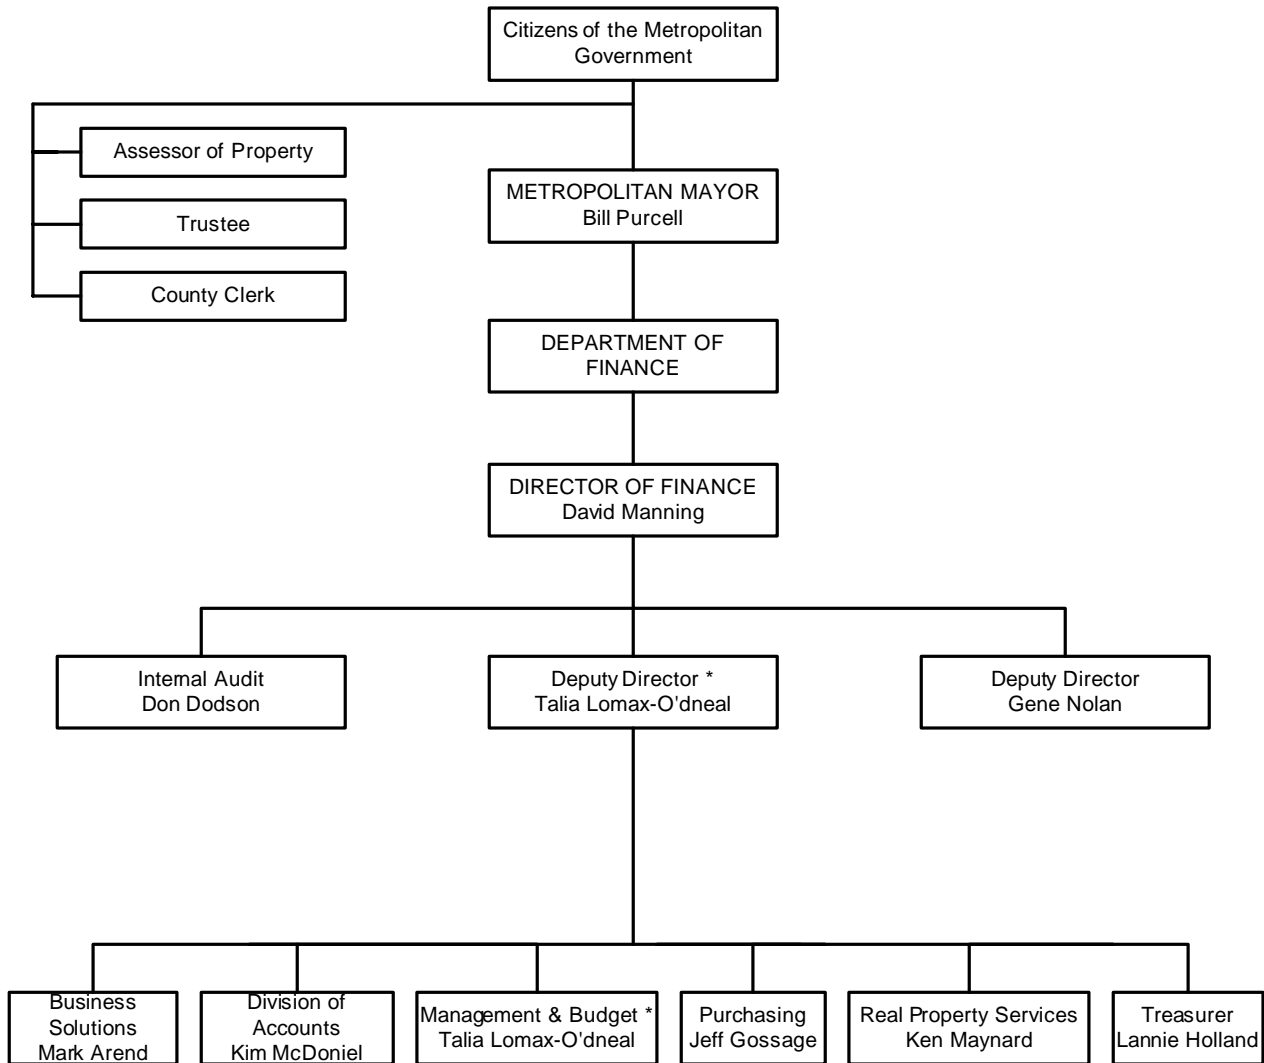 Citizens of the Metropolitan
Government
Assessor of Property
Trustee
County Clerk
METROPOLITAN MAYOR
Bill Purcell
DEPARTMENT OF
FINANCE
DIRECTOR OF FINANCE
David Manning
Internal Audit
Don Dodson
Deputy Director *
Talia Lomax-O'dneal
Deputy Director
Gene Nolan
Business
Solutions
Mark Arend
Division of
Accounts
Kim McDoniel
Management & Budget *
Talia Lomax-O'dneal
Purchasing
Jeff Gossage
Real Property Services
Ken Maynard
Treasurer
Lannie Holland